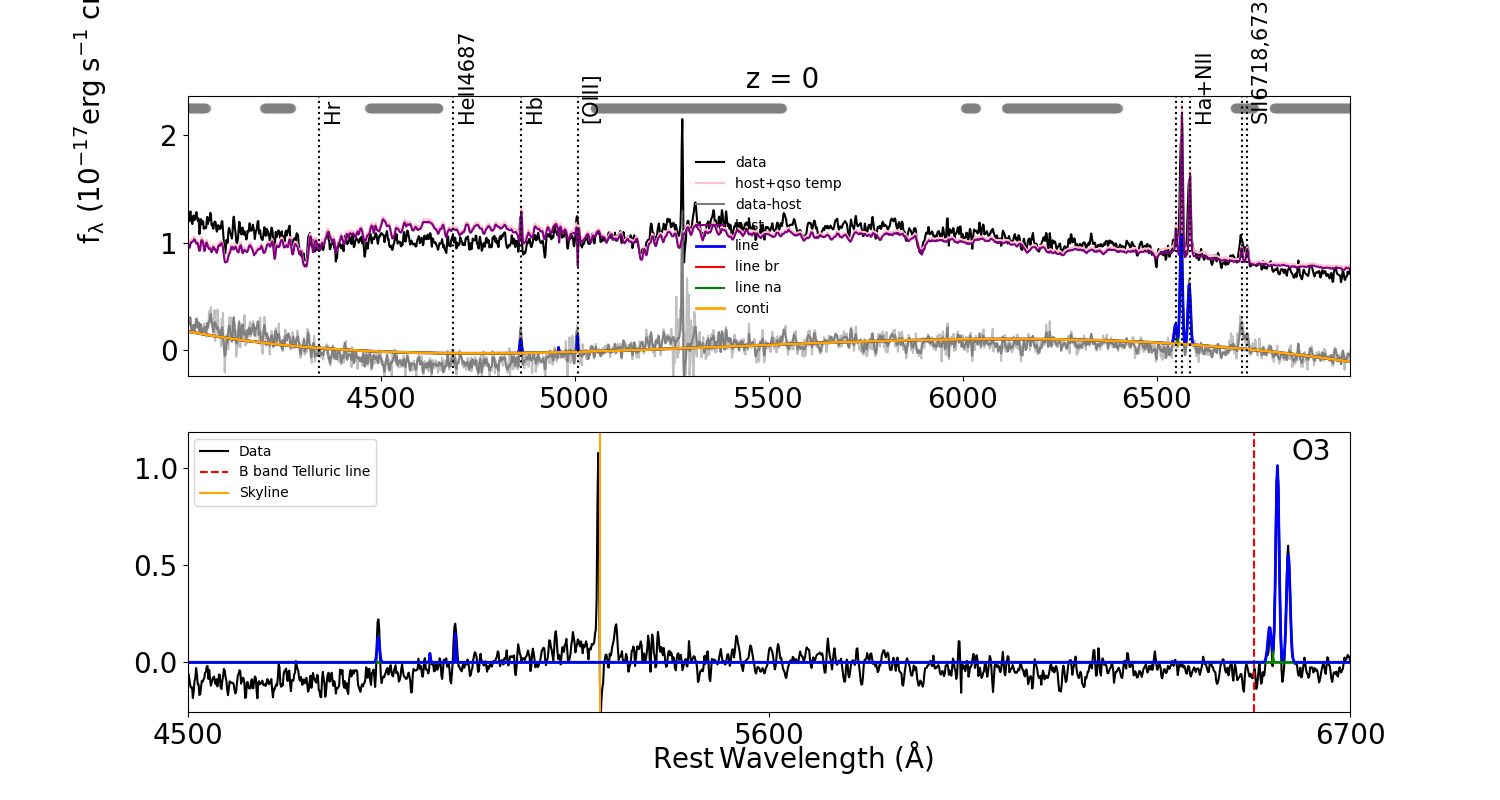 z = 0
fλ (10⁻¹⁷erg s⁻¹ c
Hr
HeII4687
Hb
[OIII]
Ha+NII
SII6718,673
2
1
0
data
host+qso temp
data-host
host
line
line br
line na
conti
4500 5000 5500 6000 6500
Data
B band Telluric line
Skyline
O3
1.0
0.5
0.0
4500 5600 6700
Rest Wavelength (Å)